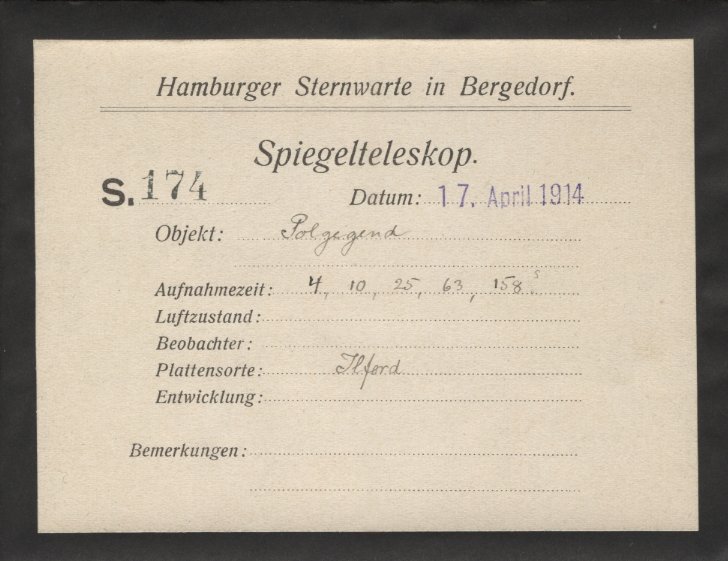 Hamburger Sternwarte in Bergedorf.
Spiegelteleskop.
S. 174 Datum: 17. April 1914
Objekt: Polgegend
Aufnahmezeit: 4, 10, 25, 63, 158 s
Luftzustand:
Beobachter:
Plattensorte: Ilford
Entwicklung:
Bemerkungen: